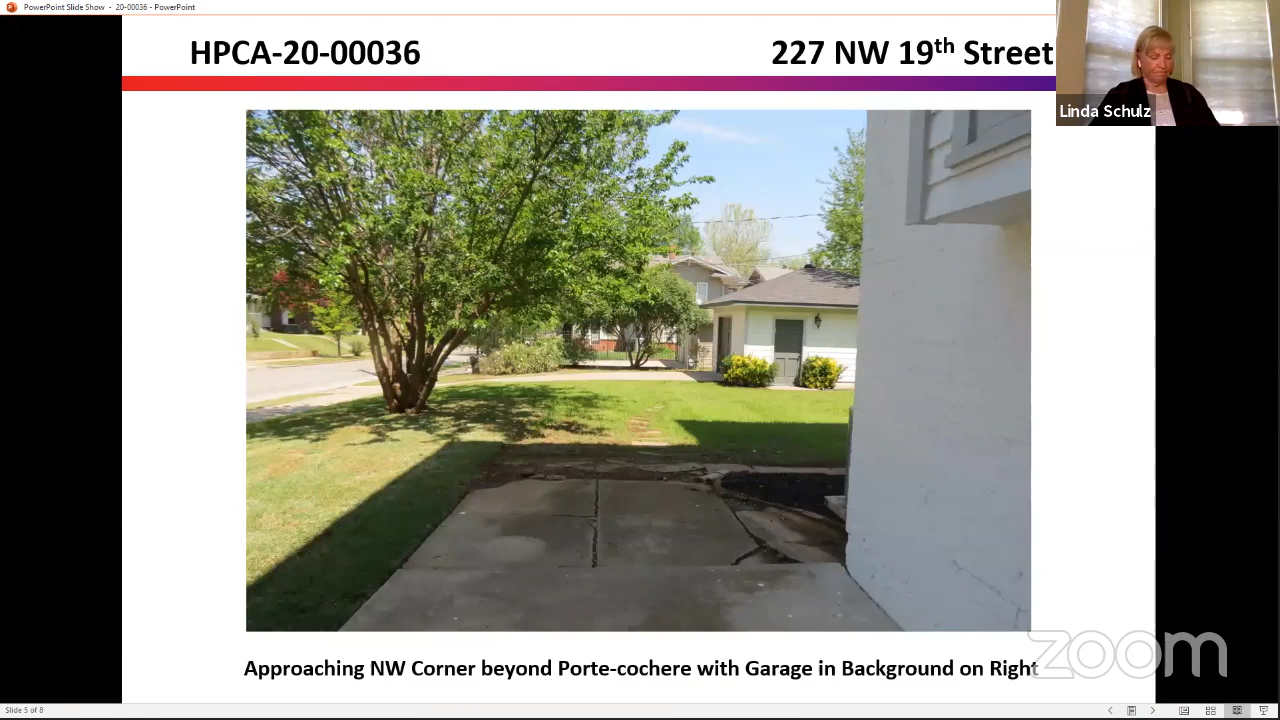 PowerPoint Slide Show - 20-00036 - PowerPoint
HPCA-20-00036
227 NW 19th Street
Linda Schulz
zoom
Approaching NW Corner beyond Porte-cochere with Garage in Background on Right
Slide 5 of 8